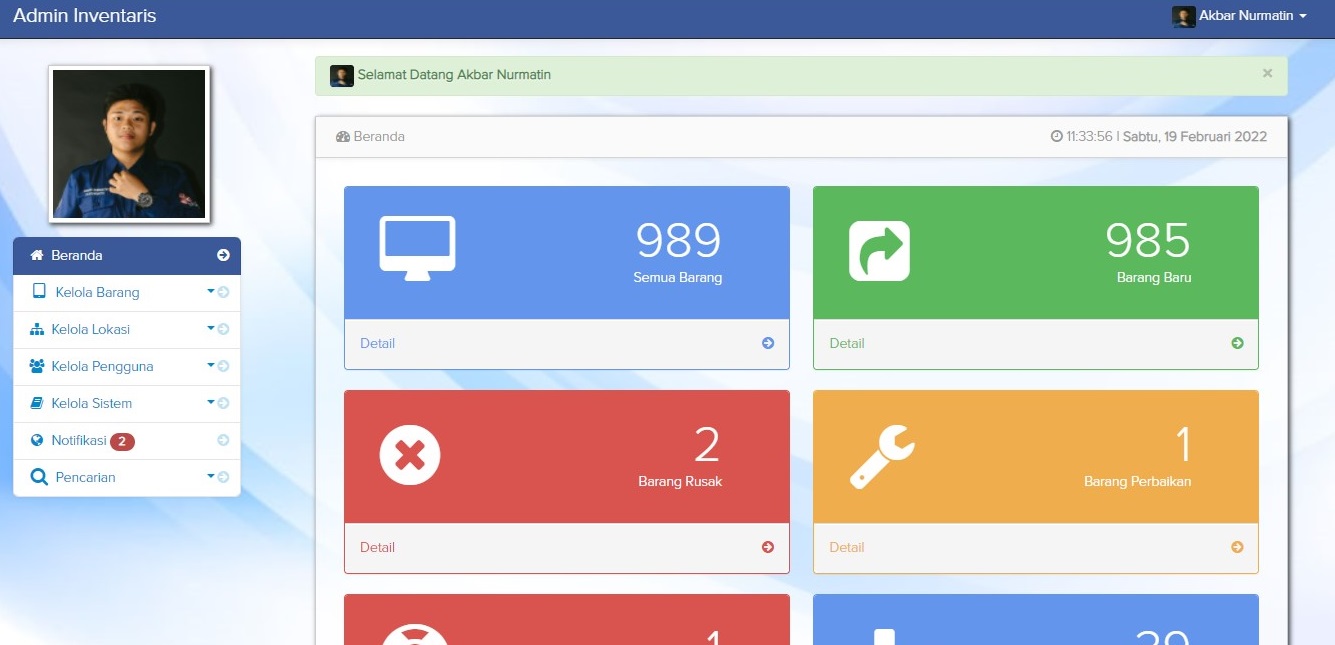 Admin Inventaris
Akbar Nurmatin
Selamat Datang Akbar Nurmatin
×
Beranda
11:33:56 | Sabtu, 19 Februari 2022
Beranda
Kelola Barang
Kelola Lokasi
Kelola Pengguna
Kelola Sistem
Notifikasi 2
Pencarian
989
Semua Barang
Detail
985
Barang Baru
Detail
2
Barang Rusak
Detail
1
Barang Perbaikan
Detail
1